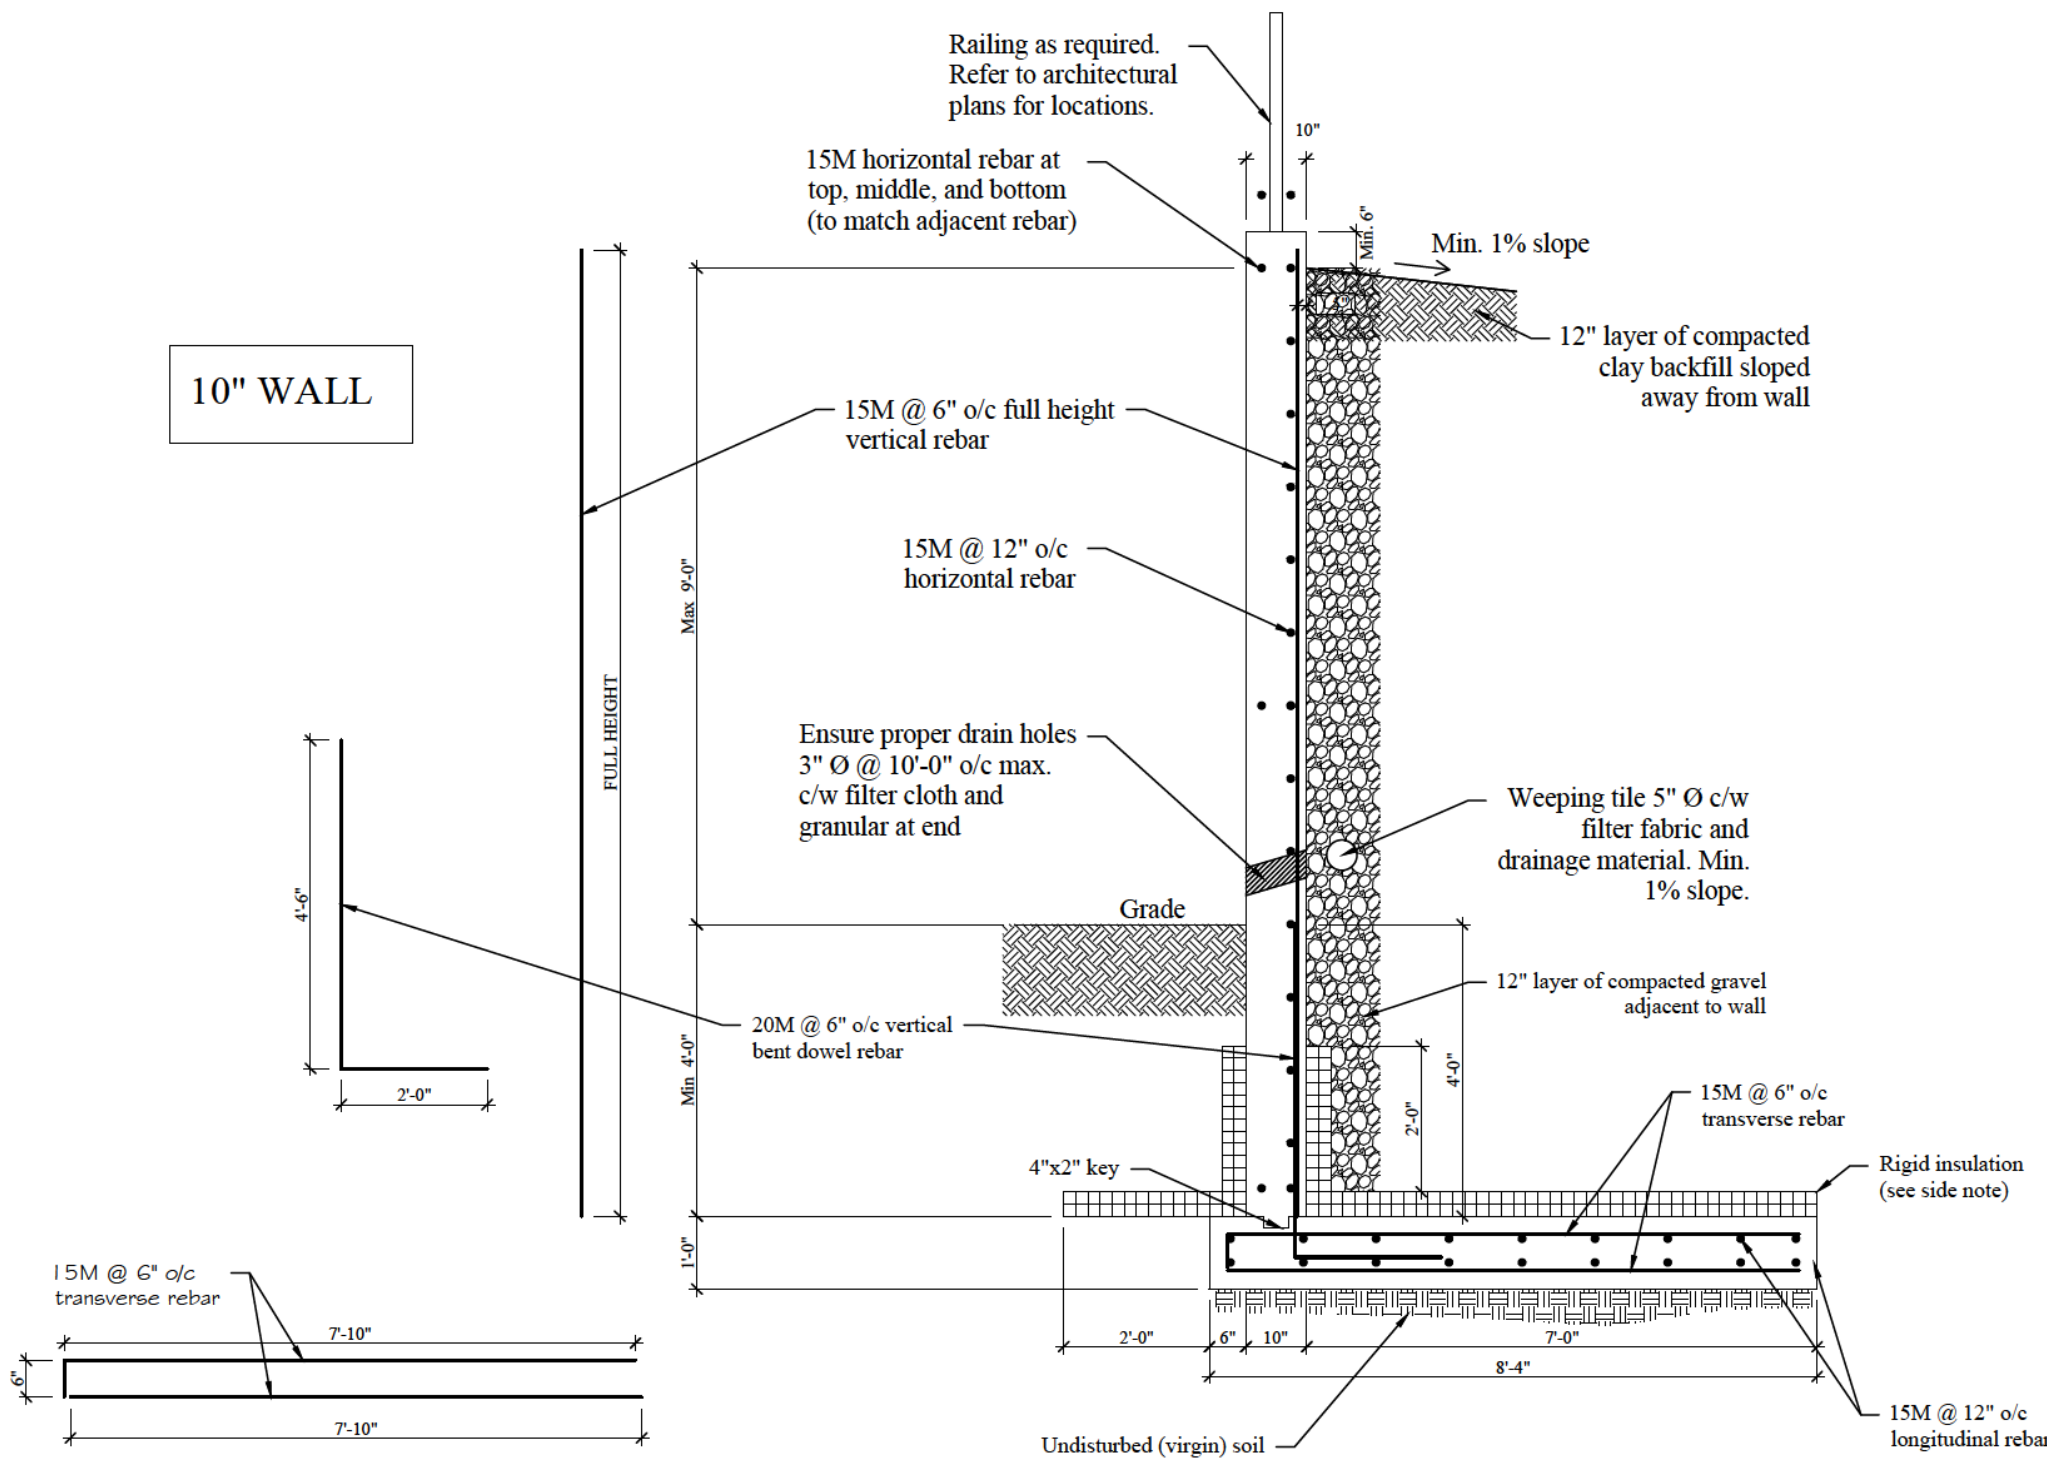 Railing as required.
Refer to architectural
plans for locations.
10"
15M horizontal rebar at
top, middle, and bottom
(to match adjacent rebar)
Min. 6"
Min. 1% slope
12" layer of compacted
clay backfill sloped
away from wall
10" WALL
15M @ 6" o/c full height
vertical rebar
15M @ 12" o/c
horizontal rebar
Max 9'-0"
FULL HEIGHT
Ensure proper drain holes
3" Ø @ 10'-0" o/c max.
c/w filter cloth and
granular at end
Weeping tile 5" Ø c/w
filter fabric and
drainage material. Min.
1% slope.
4'-6"
Grade
12" layer of compacted gravel
adjacent to wall
20M @ 6" o/c vertical
bent dowel rebar
2'-0"
Min 4'-0"
4'-0"
2'-0"
15M @ 6" o/c
transverse rebar
4"x2" key
Rigid insulation
(see side note)
1'-0"
15M @ 6" o/c
transverse rebar
7'-10"
6"
7'-10"
2'-0"
6"
10"
7'-0"
8'-4"
15M @ 12" o/c
longitudinal rebar
Undisturbed (virgin) soil